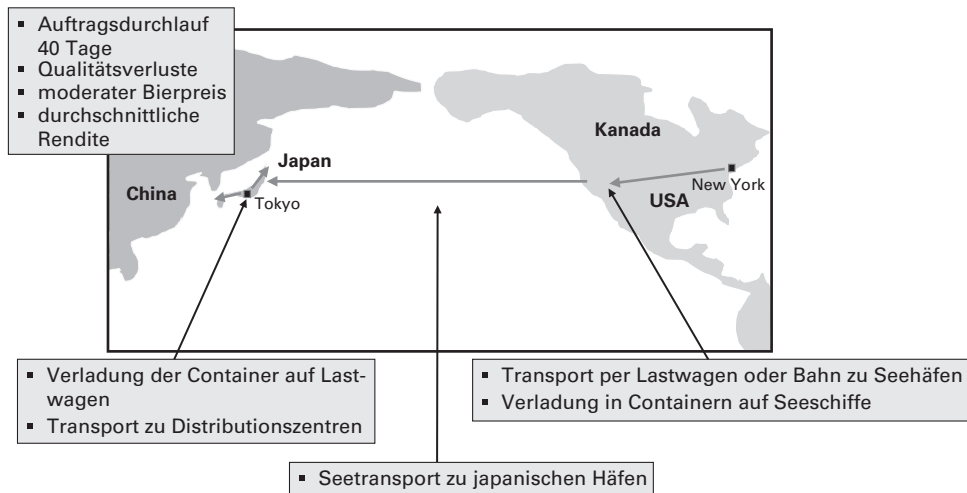 ▪ Auftragsdurchlauf
40 Tage
▪ Qualitätsverluste
▪ moderater Bierpreis
▪ durchschnittliche
Rendite
Kanada
Japan
China
New York
USA
Tokyo
▪ Verladung der Container auf Last-
wagen
▪ Transport zu Distributionszentren
▪ Transport per Lastwagen oder Bahn zu Seehäfen
▪ Verladung in Containern auf Seeschiffe
▪ Seetransport zu japanischen Häfen